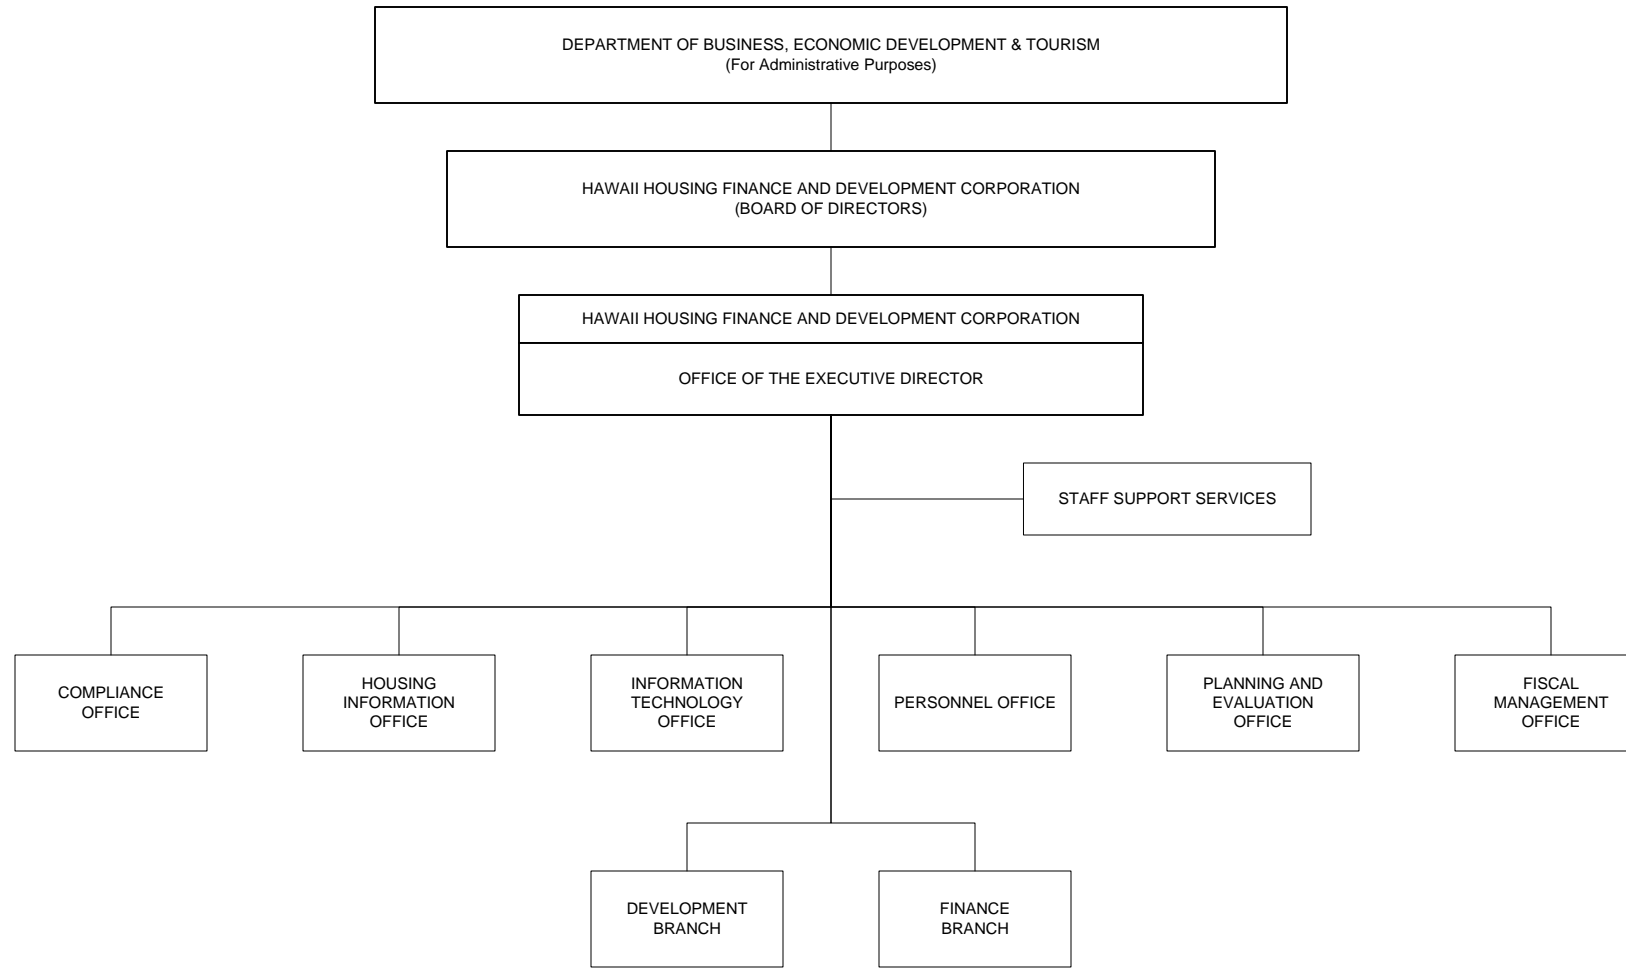 DEPARTMENT OF BUSINESS, ECONOMIC DEVELOPMENT & TOURISM
(For Administrative Purposes)
HAWAII HOUSING FINANCE AND DEVELOPMENT CORPORATION
(BOARD OF DIRECTORS)
HAWAII HOUSING FINANCE AND DEVELOPMENT CORPORATION
OFFICE OF THE EXECUTIVE DIRECTOR
STAFF SUPPORT SERVICES
COMPLIANCE
OFFICE
HOUSING
INFORMATION
OFFICE
INFORMATION
TECHNOLOGY
OFFICE
PERSONNEL OFFICE
PLANNING AND
EVALUATION
OFFICE
FISCAL
MANAGEMENT
OFFICE
DEVELOPMENT
BRANCH
FINANCE
BRANCH